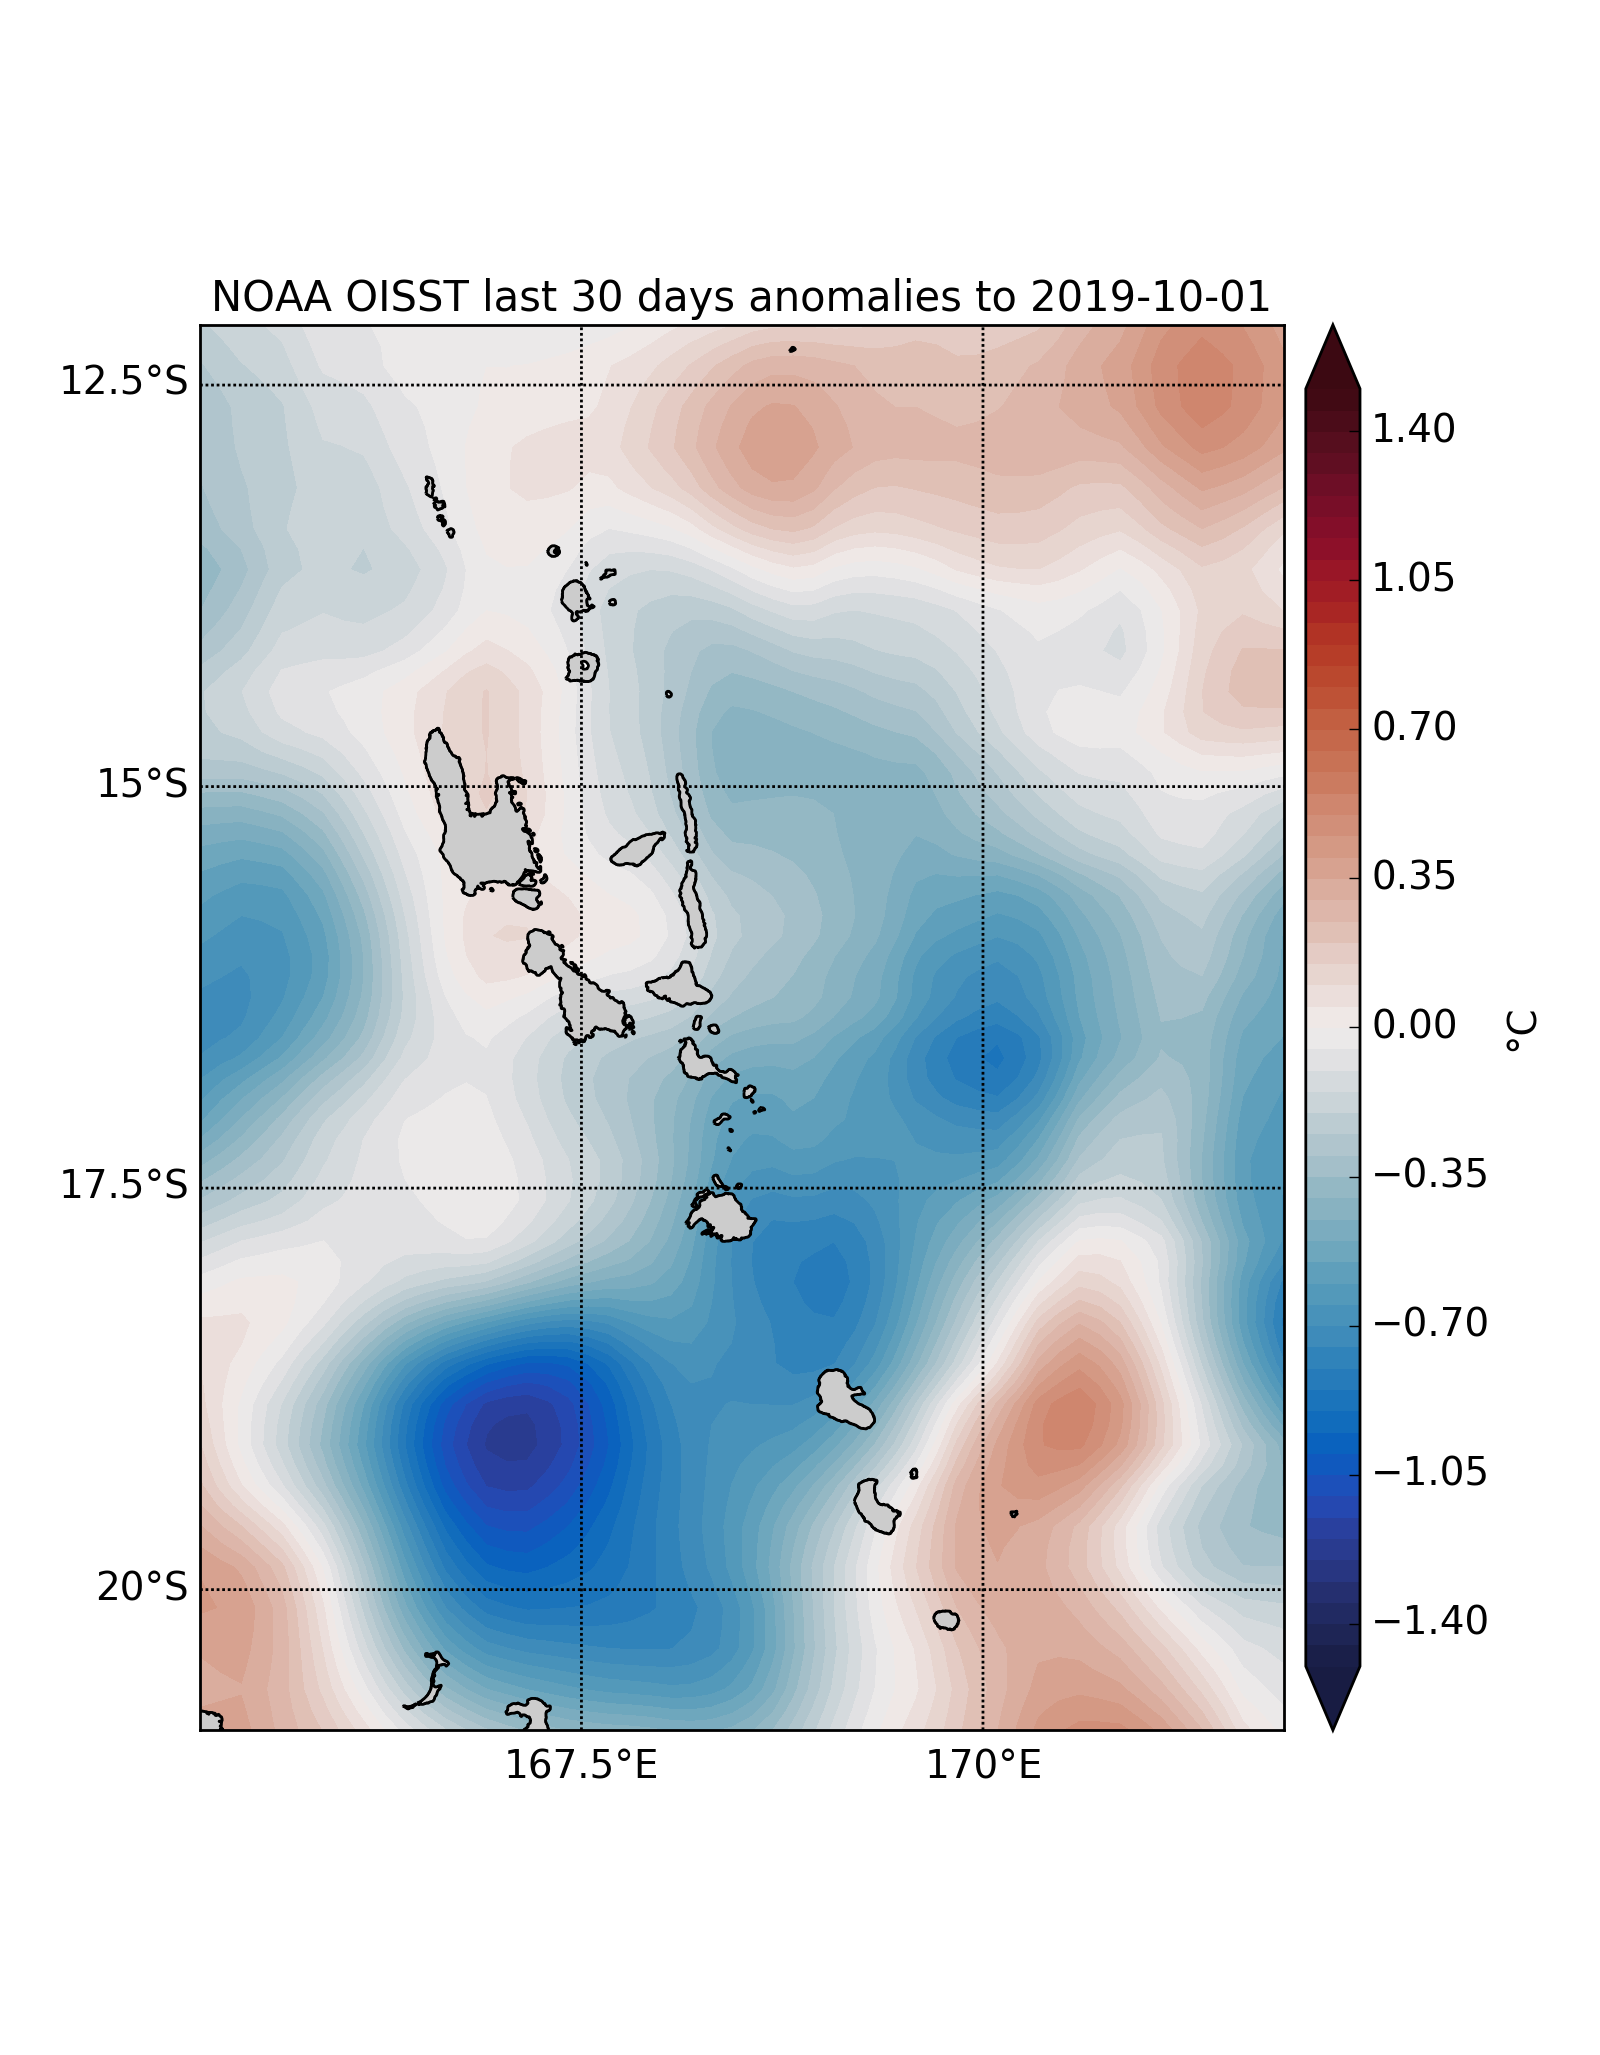 NOAA OISST last 30 days anomalies to 2019-10-01
12.5°S
15°S
17.5°S
20°S
167.5°E
170°E
1.40
1.05
0.70
0.35
0.00
−0.35
−0.70
−1.05
−1.40
°C